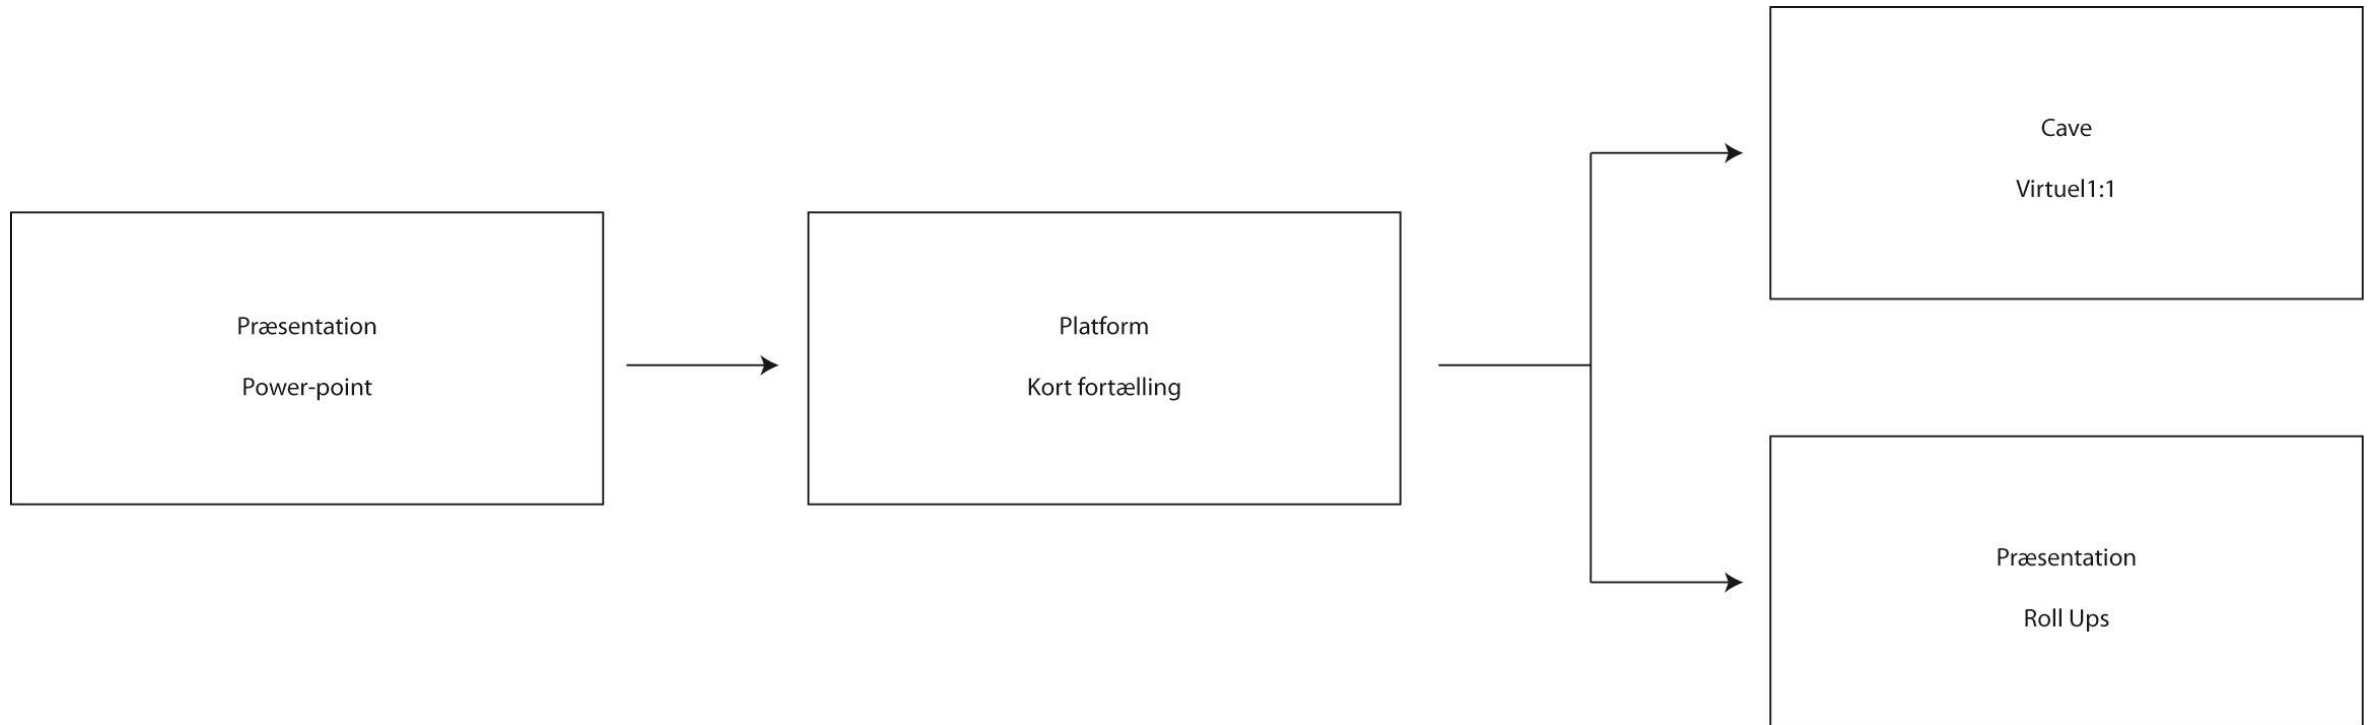 Præsentation
Power-point
Platform
Kort fortælling
Cave
Virtuel1:1
Præsentation
Roll Ups